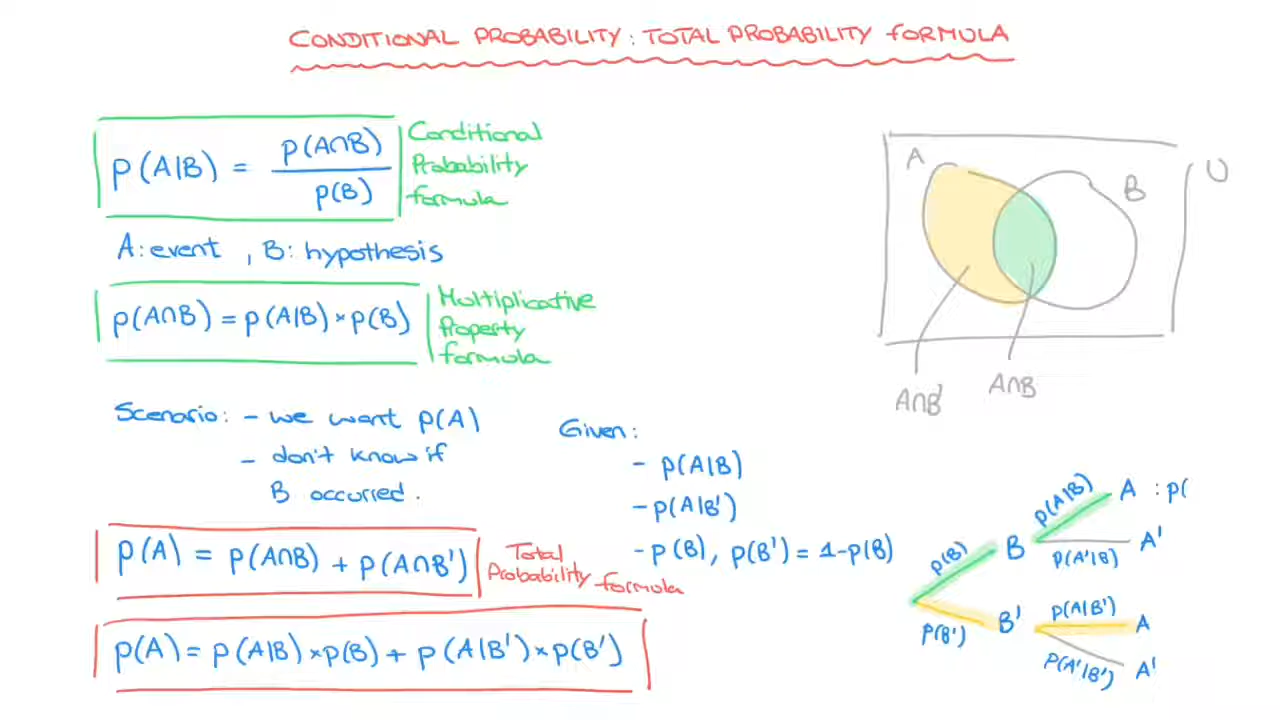 CONDITIONAL PROBABILITY: TOTAL PROBABILITY FORMULA
p(A|B) = p(A∩B) / p(B)
Conditional
Probability
formula
A: event , B: hypothesis
p(A∩B) = p(A|B) × p(B)
Multiplicative
Property
formula
Scenario: - we want p(A)
- don't know if
B occurred.
Given:
- p(A|B)
- p(A|B')
- p(B), p(B') = 1-p(B)
p(A) = p(A∩B) + p(A∩B')
Total
Probability formula
p(A) = p(A|B) × p(B) + p(A|B') × p(B')
A
B
U
A∩B'
A∩B
p(B)
B
p(A|B)
A : p(
P(A'|B)
A'
P(B')
B'
P(A|B')
A
P(A'|B')
A'